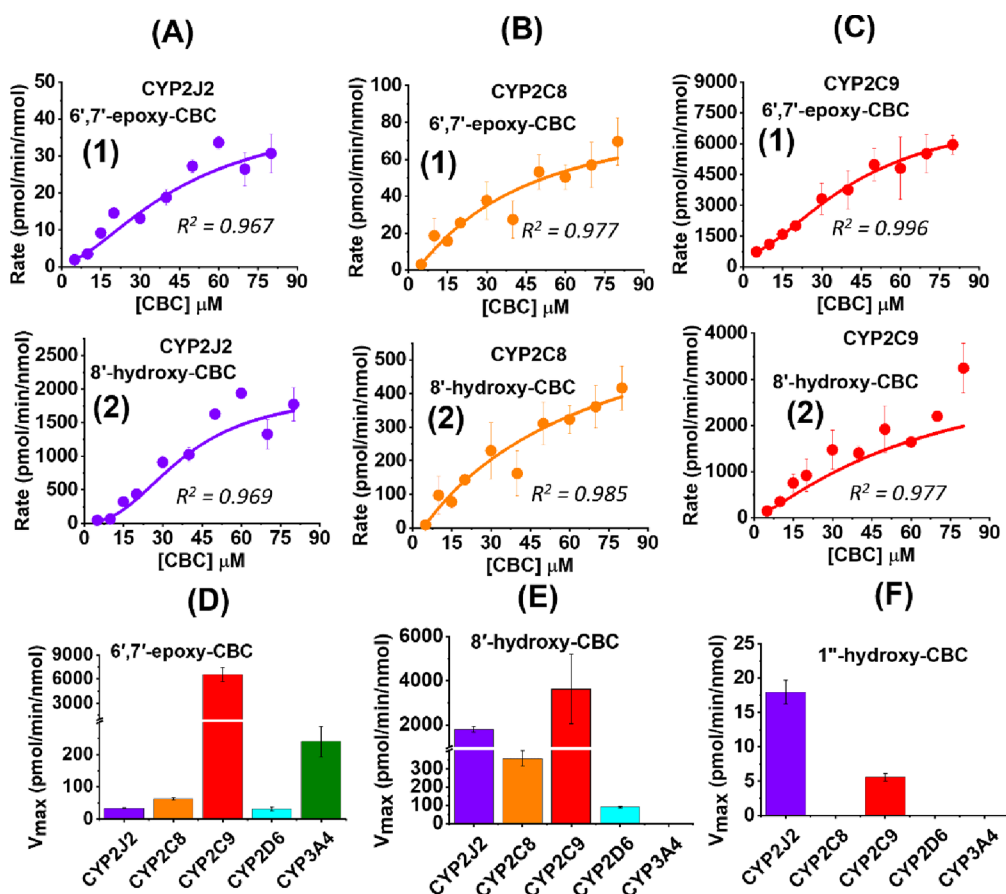 (A)
CYP2J2
6',7'-epoxy-CBC
(1)
R² = 0.967
Rate (pmol/min/nmol)
50
40
30
20
10
0
0 15 30 45 60 75 90
[CBC] μM
(B)
CYP2C8
6',7'-epoxy-CBC
(1)
R² = 0.977
Rate (pmol/min/nmol)
100
80
60
40
20
0
0 15 30 45 60 75 90
[CBC] μM
(C)
CYP2C9
6',7'-epoxy-CBC
(1)
R² = 0.996
Rate (pmol/min/nmol)
9000
7500
6000
4500
3000
1500
0
0 15 30 45 60 75 90
[CBC] μM
CYP2J2
8'-hydroxy-CBC
(2)
R² = 0.969
Rate (pmol/min/nmol)
2500
2000
1500
1000
500
0
0 15 30 45 60 75 90
[CBC] μM
CYP2C8
8'-hydroxy-CBC
(2)
R² = 0.985
Rate (pmol/min/nmol)
600
500
400
300
200
100
0
0 15 30 45 60 75 90
[CBC] μM
CYP2C9
8'-hydroxy-CBC
(2)
R² = 0.977
Rate (pmol/min/nmol)
4000
3000
2000
1000
0
0 15 30 45 60 75 90
[CBC] μM
(D)
6',7'-epoxy-CBC
Vmax (pmol/min/nmol)
9000
6000
3000
200
100
0
CYP2J2
CYP2C8
CYP2C9
CYP2D6
CYP3A4
(E)
8'-hydroxy-CBC
Vmax (pmol/min/nmol)
6000
4000
2000
300
200
100
0
CYP2J2
CYP2C8
CYP2C9
CYP2D6
CYP3A4
(F)
1"-hydroxy-CBC
Vmax (pmol/min/nmol)
25
20
15
10
5
0
CYP2J2
CYP2C8
CYP2C9
CYP2D6
CYP3A4